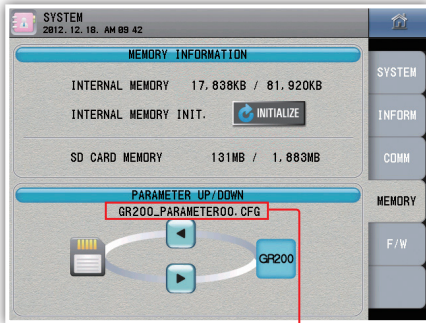 SYSTEM
2012. 12. 18. AM 09 42
MEMORY INFORMATION
INTERNAL MEMORY 17, 838KB / 81, 920KB
INTERNAL MEMORY INIT. INITIALIZE
SD CARD MEMORY 131MB / 1, 883MB
PARAMETER UP/DOWN
GR200_PARAMETER00. CFG
GR200
SYSTEM
INFORM
COMM
MEMORY
F/W